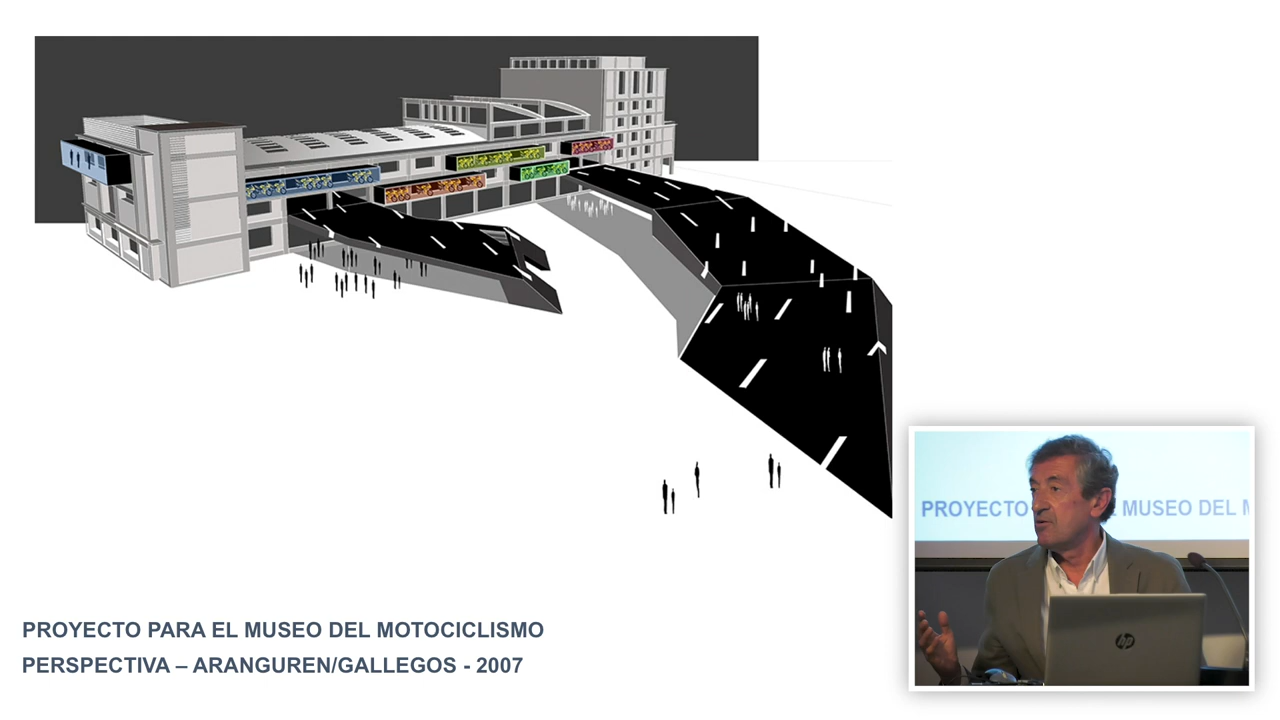 PROYECTO PARA EL MUSEO DEL MOTOCICLISMO
PERSPECTIVA – ARANGUREN/GALLEGOS - 2007
PROYECTO
MUSEO DEL M
hp